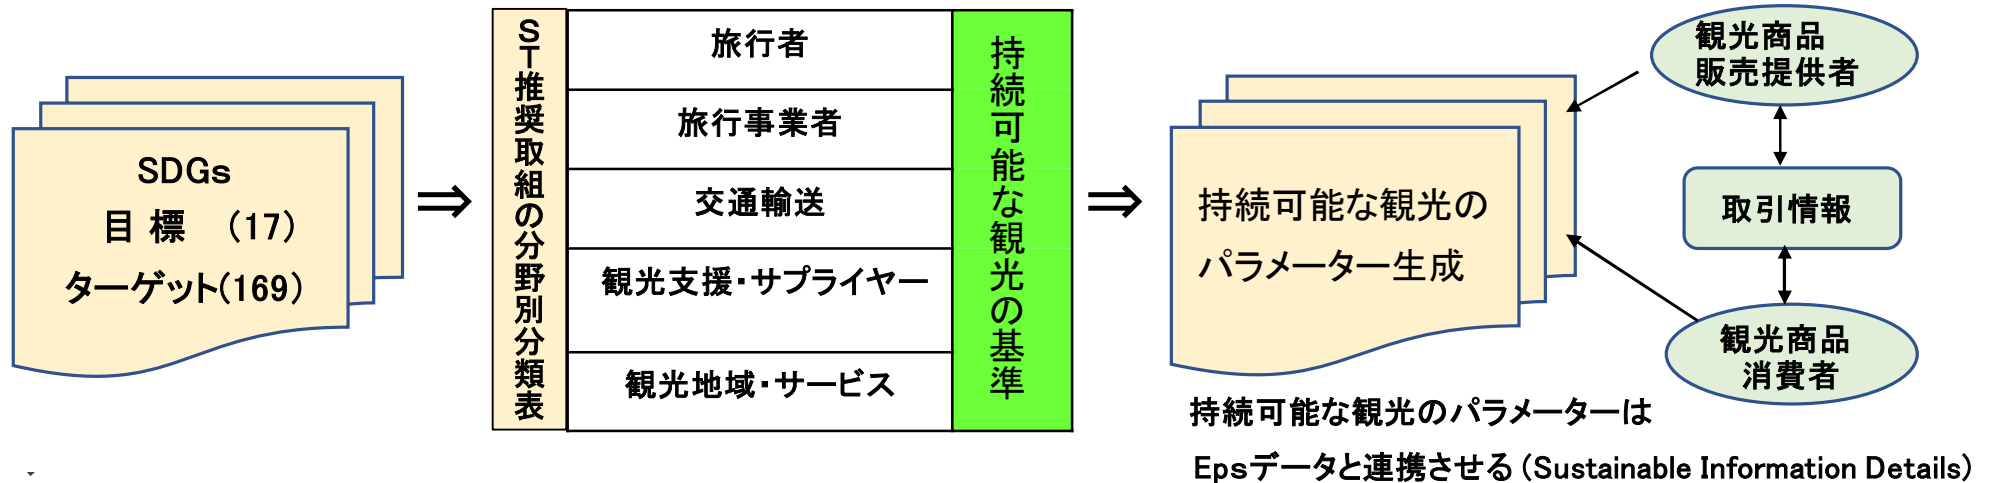 SDGs
目 標 (17)
ターゲット(169)
⇒
ST推奨取組の分野別分類表
旅行者
旅行事業者
交通輸送
観光支援・サプライヤー
観光地域・サービス
持続可能な観光の基準
⇒
持続可能な観光の
パラメーター生成
観光商品
販売提供者
取引情報
観光商品
消費者
持続可能な観光のパラメーターは
Epsデータと連携させる(Sustainable Information Details)